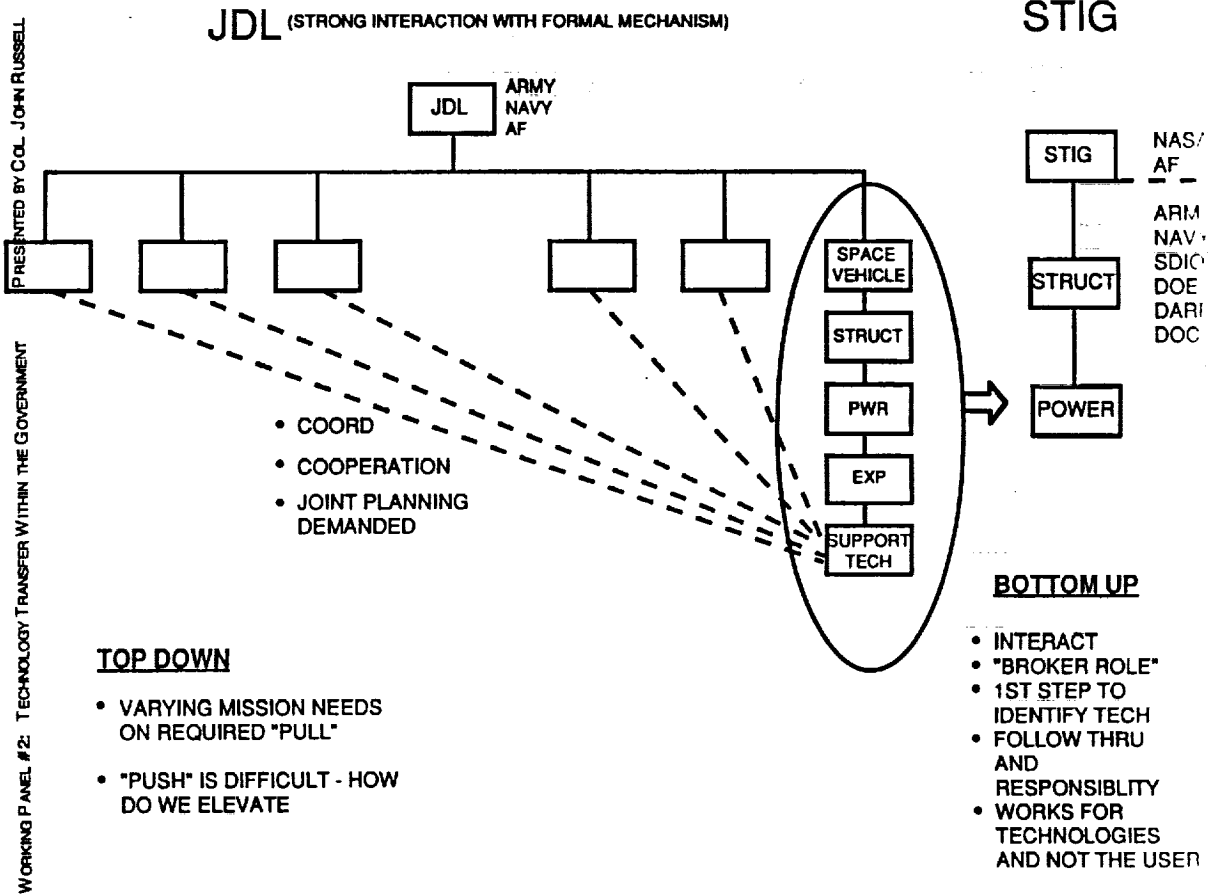 JDL (STRONG INTERACTION WITH FORMAL MECHANISM)
STIG
PRESENTED BY COL. JOHN RUSSELL
WORKING PANEL #2: TECHNOLOGY TRANSFER WITHIN THE GOVERNMENT
JDL
ARMY
NAVY
AF
SPACE
VEHICLE
STRUCT
PWR
EXP
SUPPORT
TECH
STIG
AF
STRUCT
DOE
DOC
POWER
• COORD
• COOPERATION
• JOINT PLANNING
DEMANDED
TOP DOWN
• VARYING MISSION NEEDS
ON REQUIRED "PULL"
• "PUSH" IS DIFFICULT - HOW
DO WE ELEVATE
BOTTOM UP
• INTERACT
• "BROKER ROLE"
• 1ST STEP TO
IDENTIFY TECH
• FOLLOW THRU
AND
RESPONSIBLITY
• WORKS FOR
TECHNOLOGIES
AND NOT THE USER